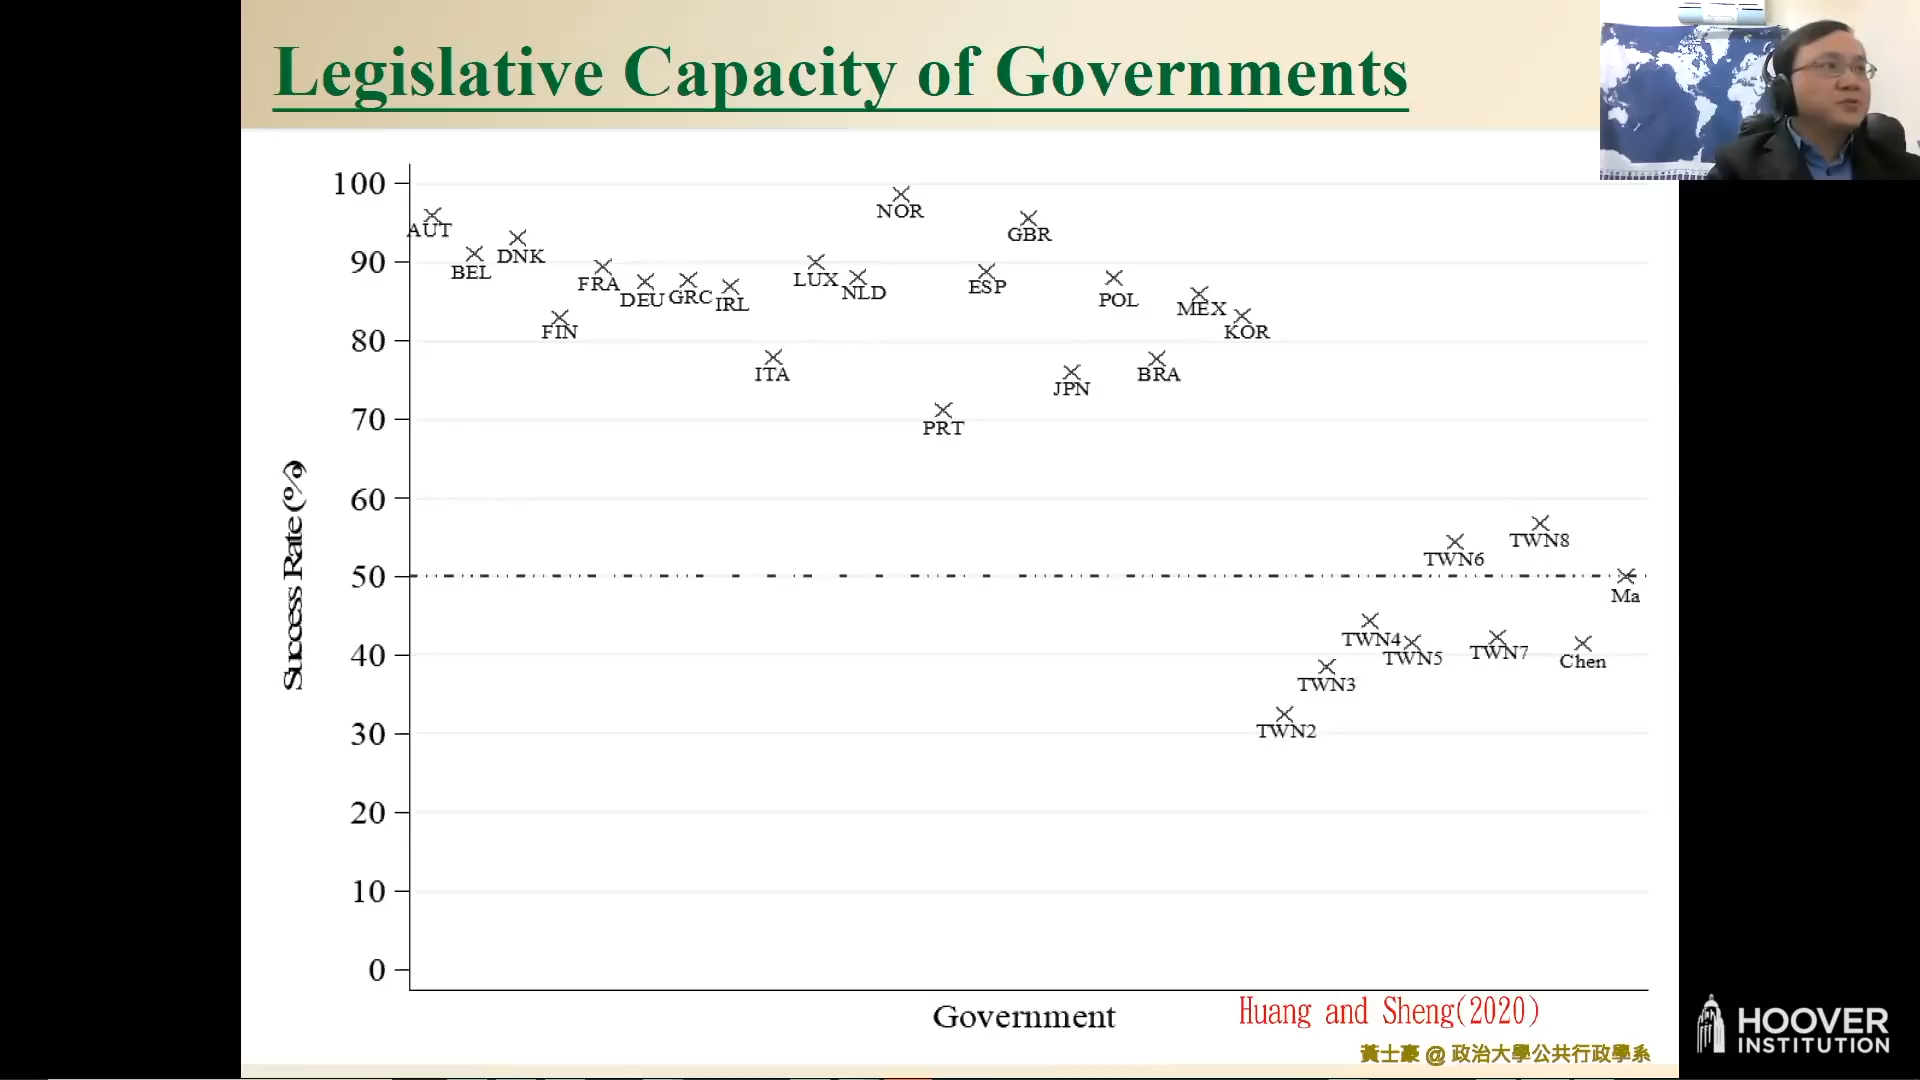 Legislative Capacity of Governments
100
90
80
70
60
50
40
30
20
10
0
Success Rate (%)
AUT
BEL
DNK
FIN
FRA
DEU
GRC
IRL
ITA
LUX
NLD
NOR
PRT
ESP
GBR
JPN
POL
BRA
MEX
KOR
TWN2
TWN3
TWN4
TWN5
TWN6
TWN7
TWN8
Chen
Ma
Government
Huang and Sheng(2020)
黃士豪 @ 政治大學公共行政學系
HOOVER
INSTITUTION